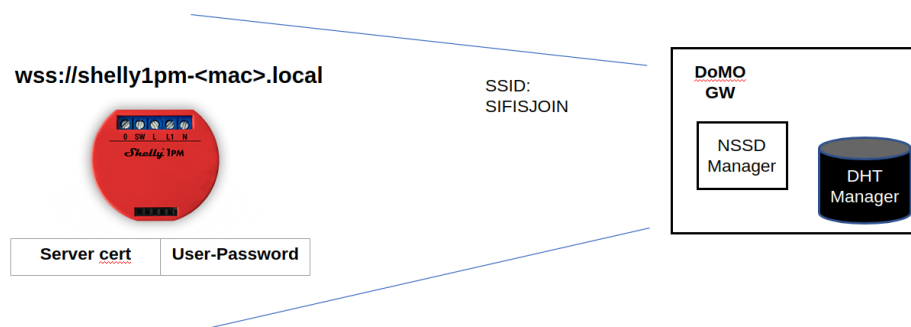 wss://shelly1pm-<mac>.local
0 SW L L1 N
Shelly 1PM
Server cert
User-Password
SSID:
SIFISJOIN
DoMO
GW
NSSD
Manager
DHT
Manager